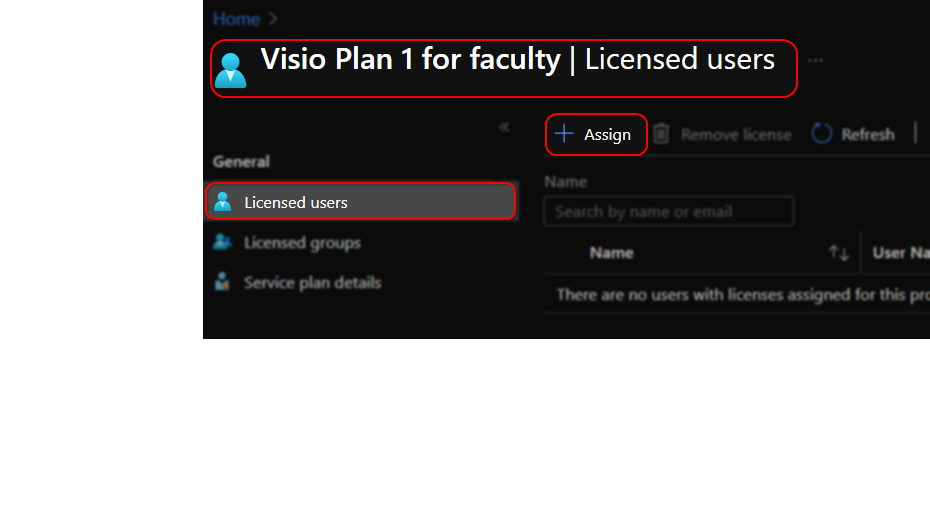 Home
Visio Plan 1 for faculty | Licensed users
Assign
Remove license
Refresh
General
Licensed users
Licensed groups
Service plan details
Name
Search by name or email
Name
User Na
There are no users with licenses assigned for this pro